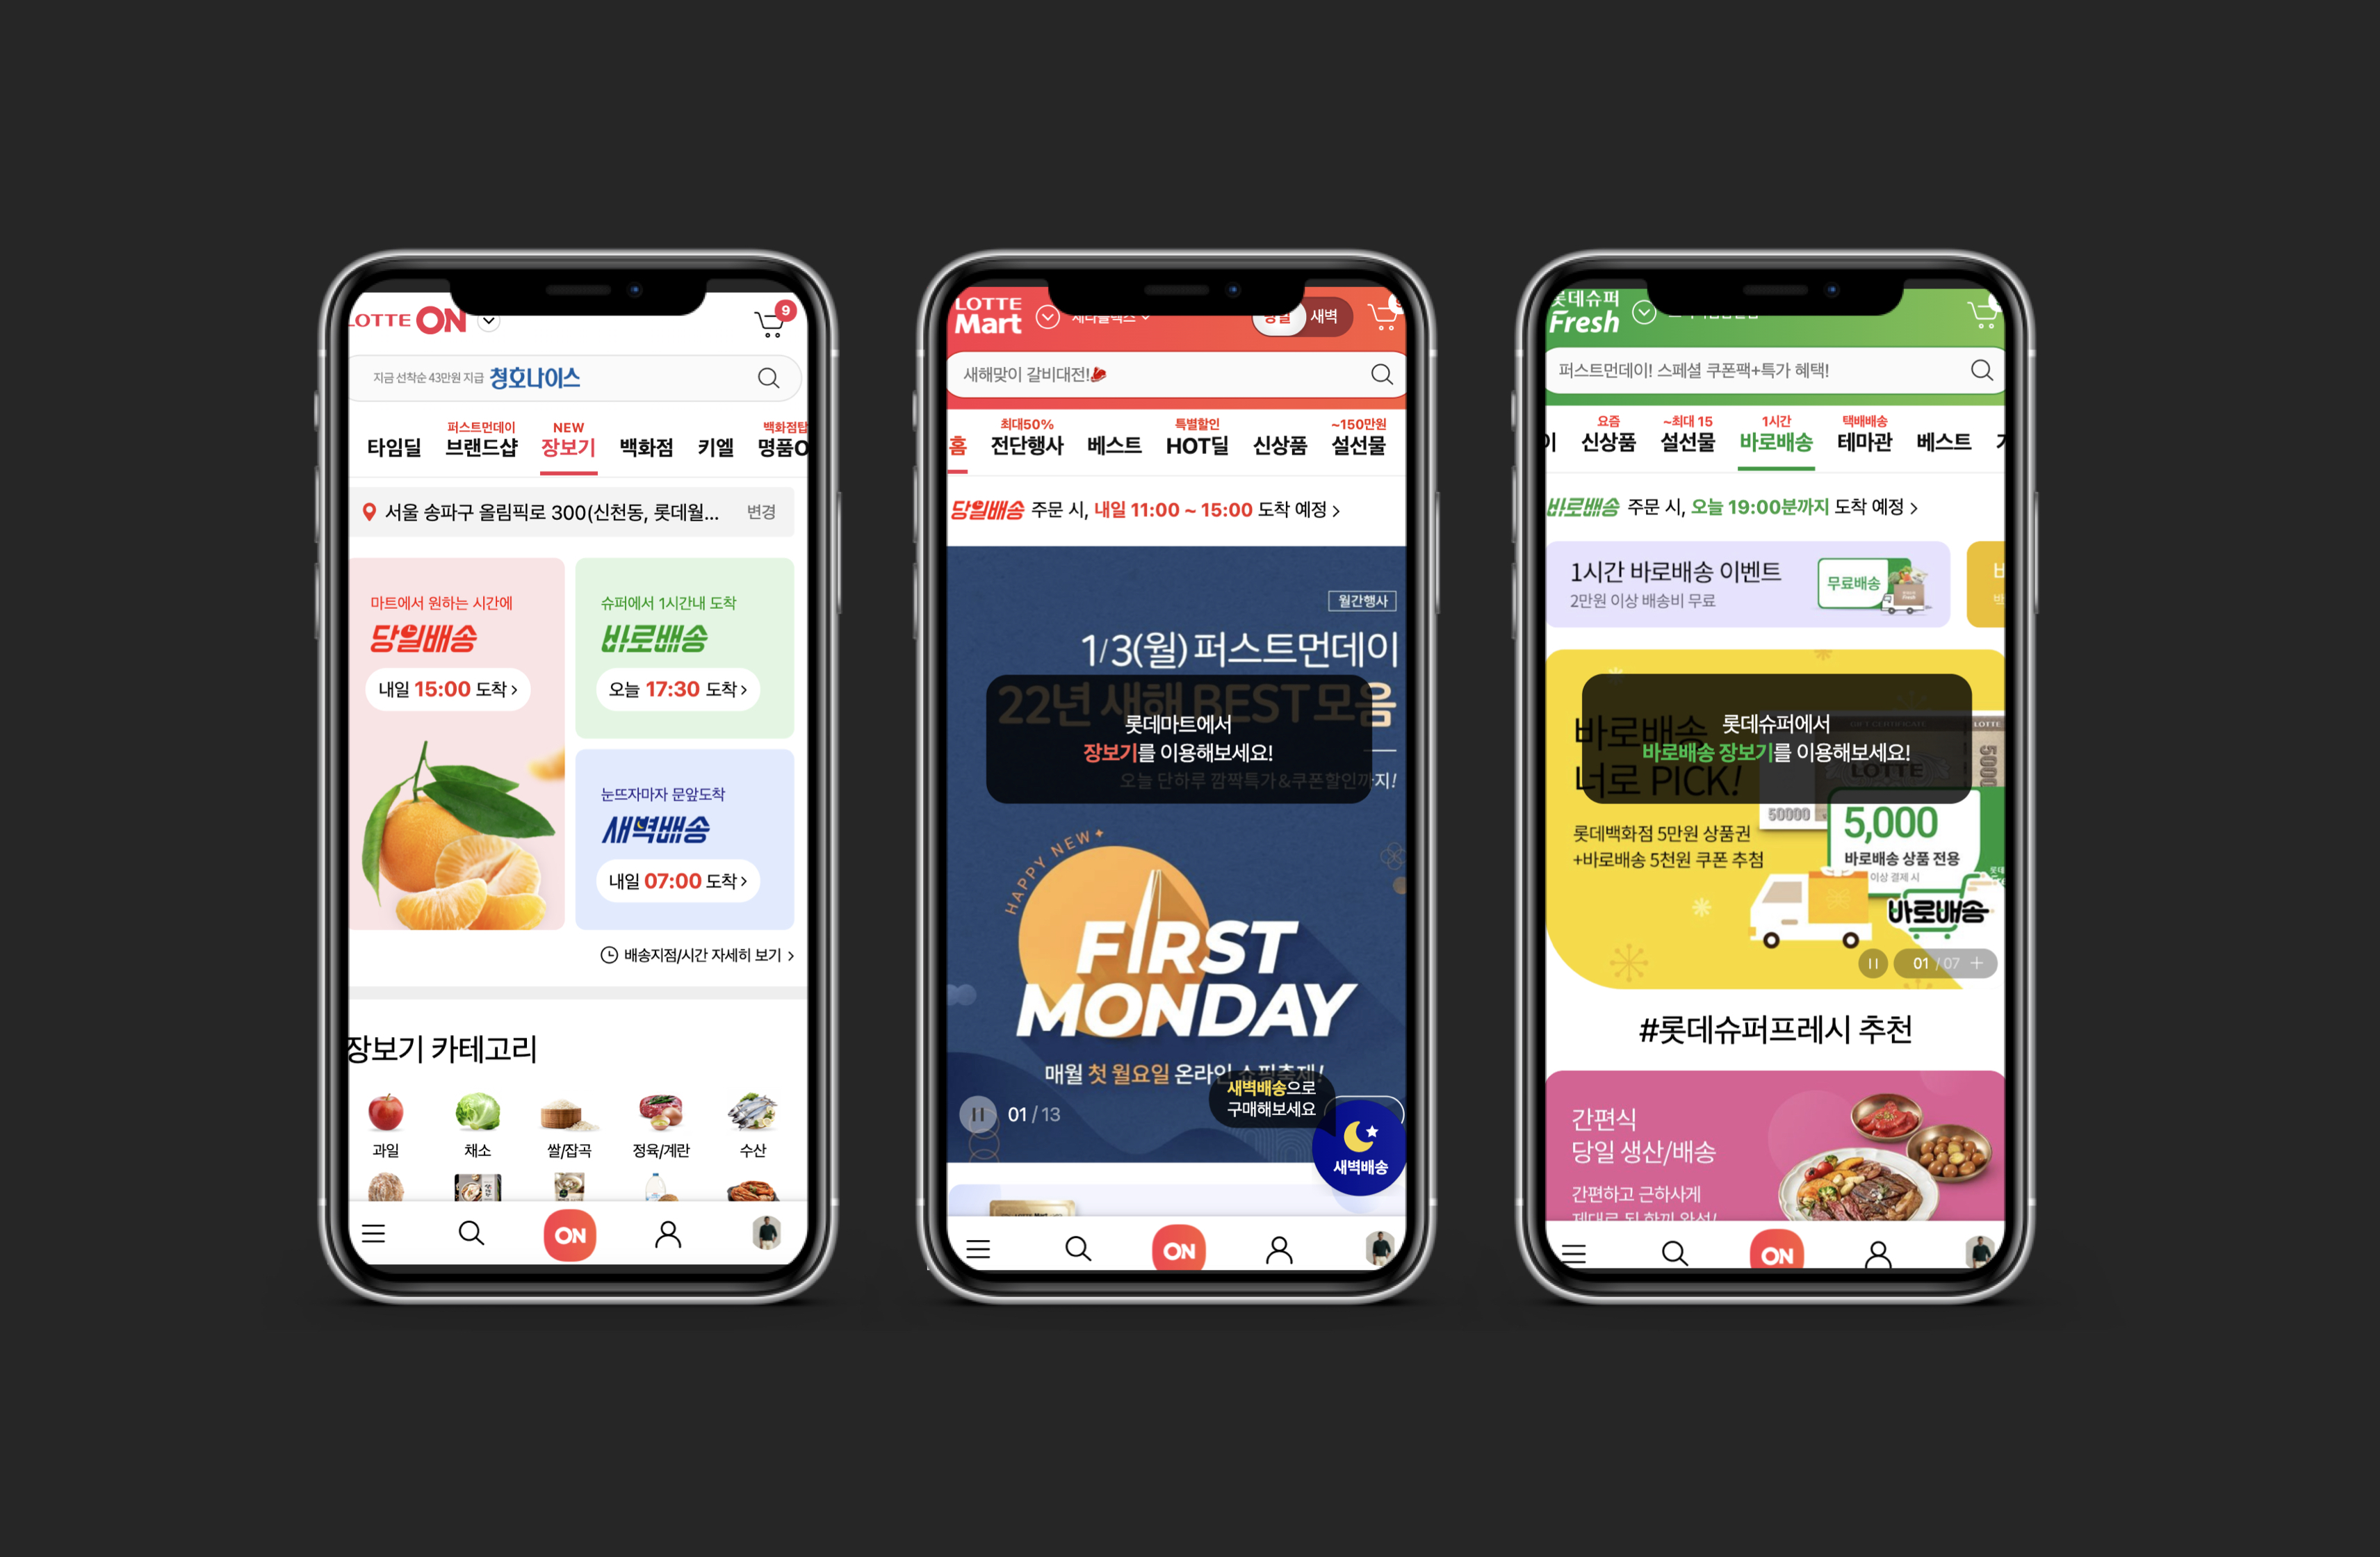 LOTTE ON
9
지금 선착순 43만원 지급 청호나이스
퍼스트먼데이 NEW 백화점탑
타임딜 브랜드샵 장보기 백화점 키엘 명품O
서울 송파구 올림픽로 300(신천동, 롯데월... 변경
마트에서 원하는 시간에
당일배송
내일 15:00 도착 >
슈퍼에서 1시간내 도착
바로배송
오늘 17:30 도착 >
눈뜨자마자 문앞도착
새벽배송
내일 07:00 도착 >
배송지점/시간 자세히 보기 >
장보기 카테고리
과일 채소 쌀/잡곡 정육/계란 수산
ON
LOTTE
Mart
새벽
새해맞이 갈비대전!
최대50% 특별할인 ~150만원
홈 전단행사 베스트 HOT딜 신상품 설선물
당일배송 주문 시, 내일 11:00 ~ 15:00 도착 예정 >
월간행사
1/3(월) 퍼스트먼데이
22년 새해 BEST 모음
롯데마트에서
장보기를 이용해보세요!
오늘 단하루 깜짝특가&쿠폰할인까지!
HAPPY NEW
FIRST
MONDAY
매월 첫 월요일 온라인 쇼핑축제!
새벽배송으로
구매해보세요
01 / 13
새벽배송
ON
롯데슈퍼
Fresh
퍼스트먼데이! 스페셜 쿠폰팩+특가 혜택!
요즘 ~최대 15 1시간 택배배송
신상품 설선물 바로배송 테마관 베스트
바로배송 주문 시, 오늘 19:00분까지 도착 예정 >
1시간 바로배송 이벤트
2만원 이상 배송비 무료
무료배송
바로배송
너로 PICK!
롯데슈퍼에서
바로배송 장보기를 이용해보세요!
GIFT CERTIFICATE
LOTTE
LOTTE
5000
50000
롯데백화점 5만원 상품권
+바로배송 5천원 쿠폰 추첨
5,000
바로배송 상품 전용
이상 결제 시
바로배송
01 / 07 +
#롯데슈퍼프레시 추천
간편식
당일 생산/배송
간편하고 근하사게
제대로 된 한끼 완성!
ON